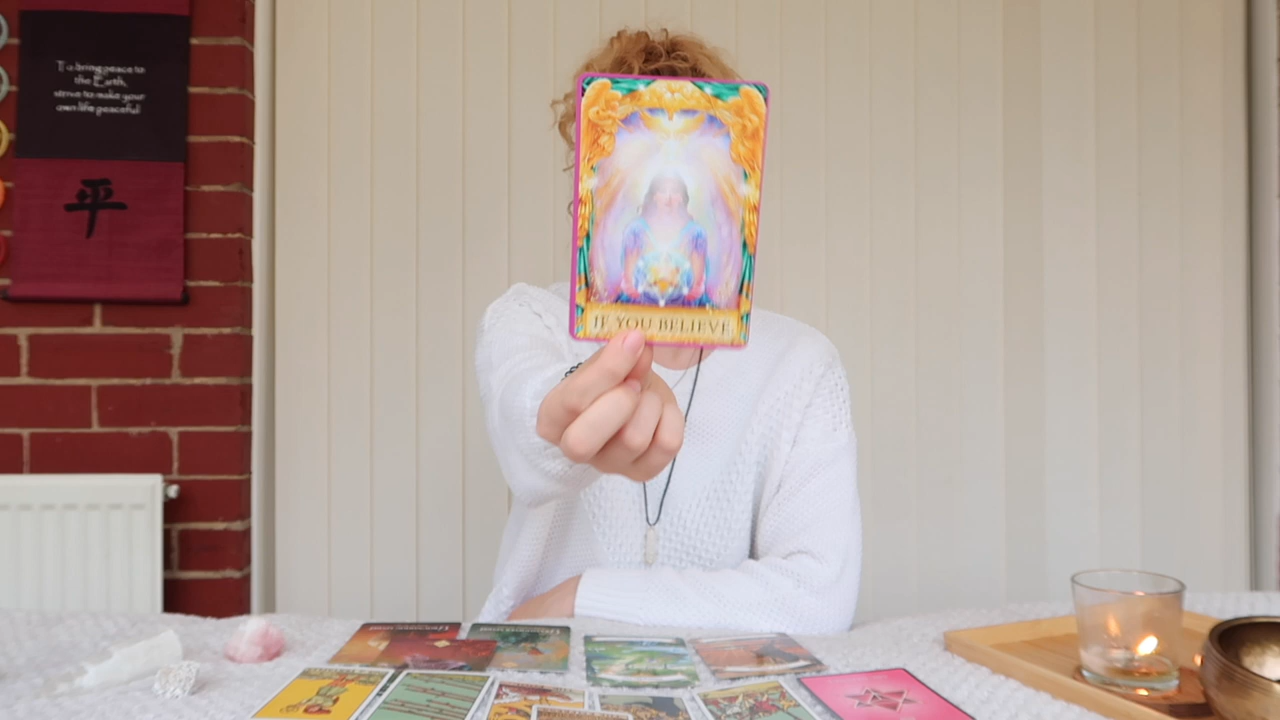 To bring peace to
the Earth,
strive to make your
own life peaceful
平
IF YOU BELIEVE